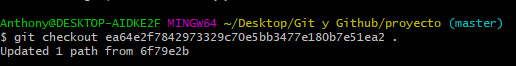 Anthony@DESKTOP-AIDKE2F MINGW64 ~/Desktop/Git y Github/proyecto (master)
$ git checkout ea64e2f7842973329c70e5bb3477e180b7e51ea2 .
Updated 1 path from 6f79e2b